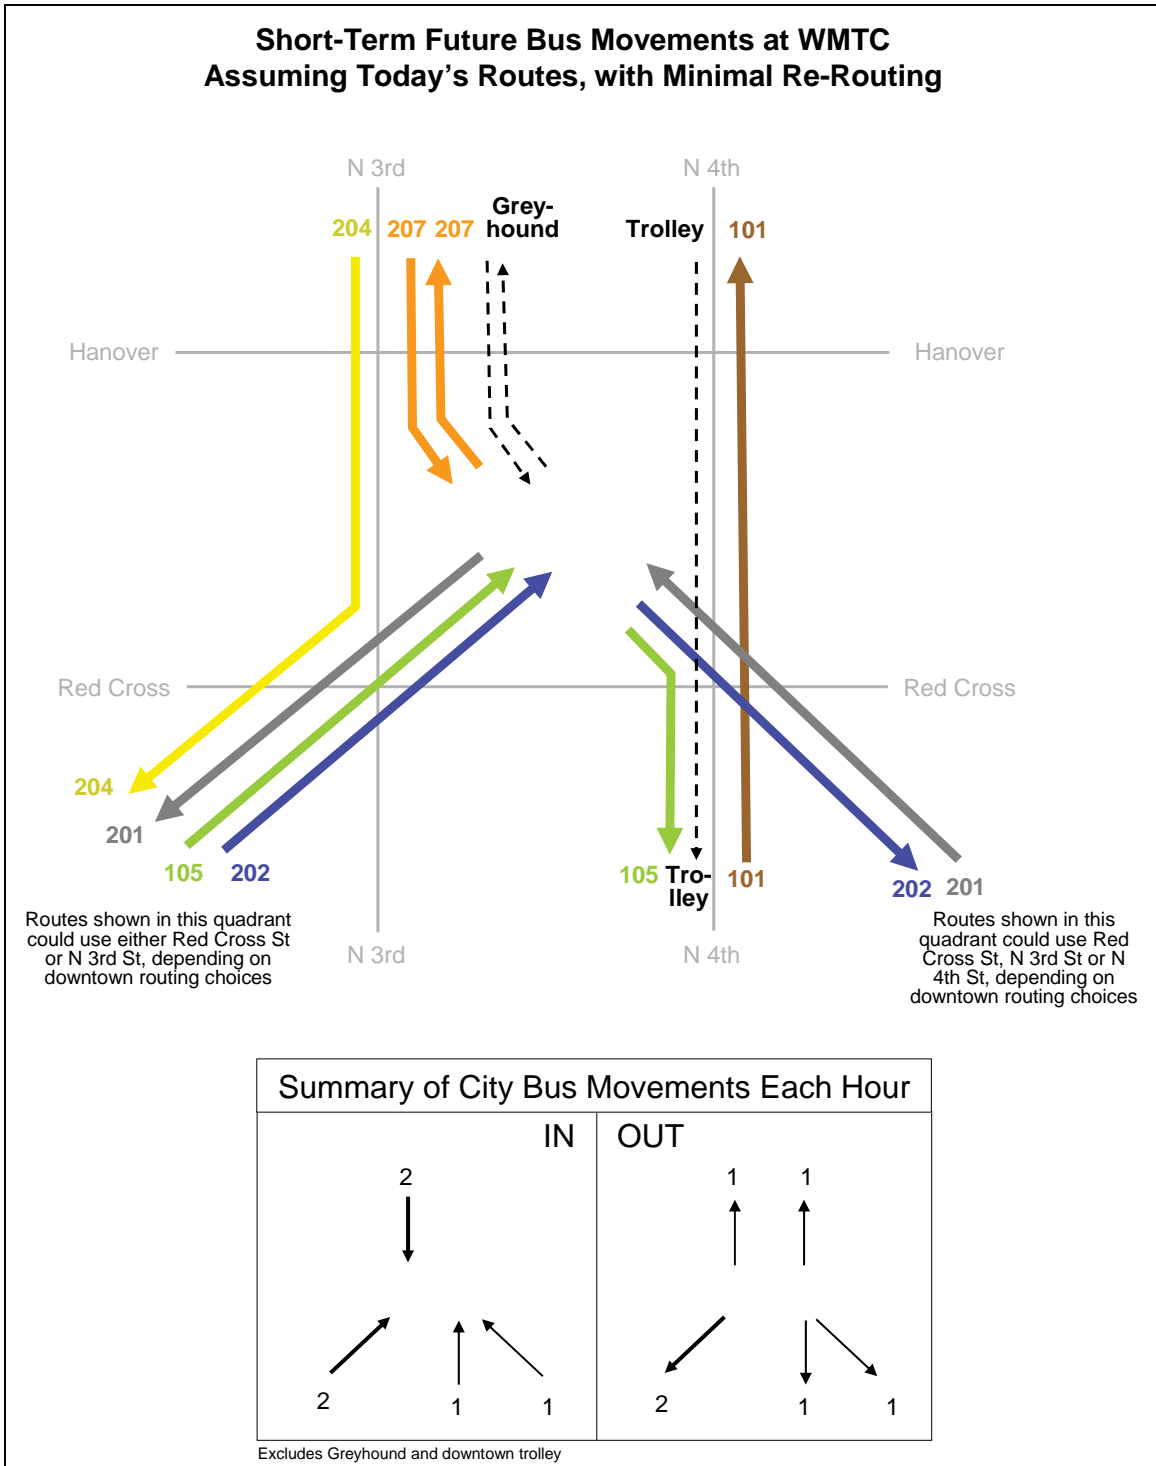 Short-Term Future Bus Movements at WMTC
Assuming Today's Routes, with Minimal Re-Routing
N 3rd
N 4th
204
207
207
Grey-
hound
Trolley
101
Hanover
Hanover
Red Cross
Red Cross
204
201
105
202
105
Tro-
lley
101
202
201
Routes shown in this quadrant
could use either Red Cross St
or N 3rd St, depending on
downtown routing choices
N 3rd
N 4th
Routes shown in this
quadrant could use Red
Cross St, N 3rd St or N
4th St, depending on
downtown routing choices
Summary of City Bus Movements Each Hour
IN
OUT
2
1
1
2
1
1
2
1
1
Excludes Greyhound and downtown trolley